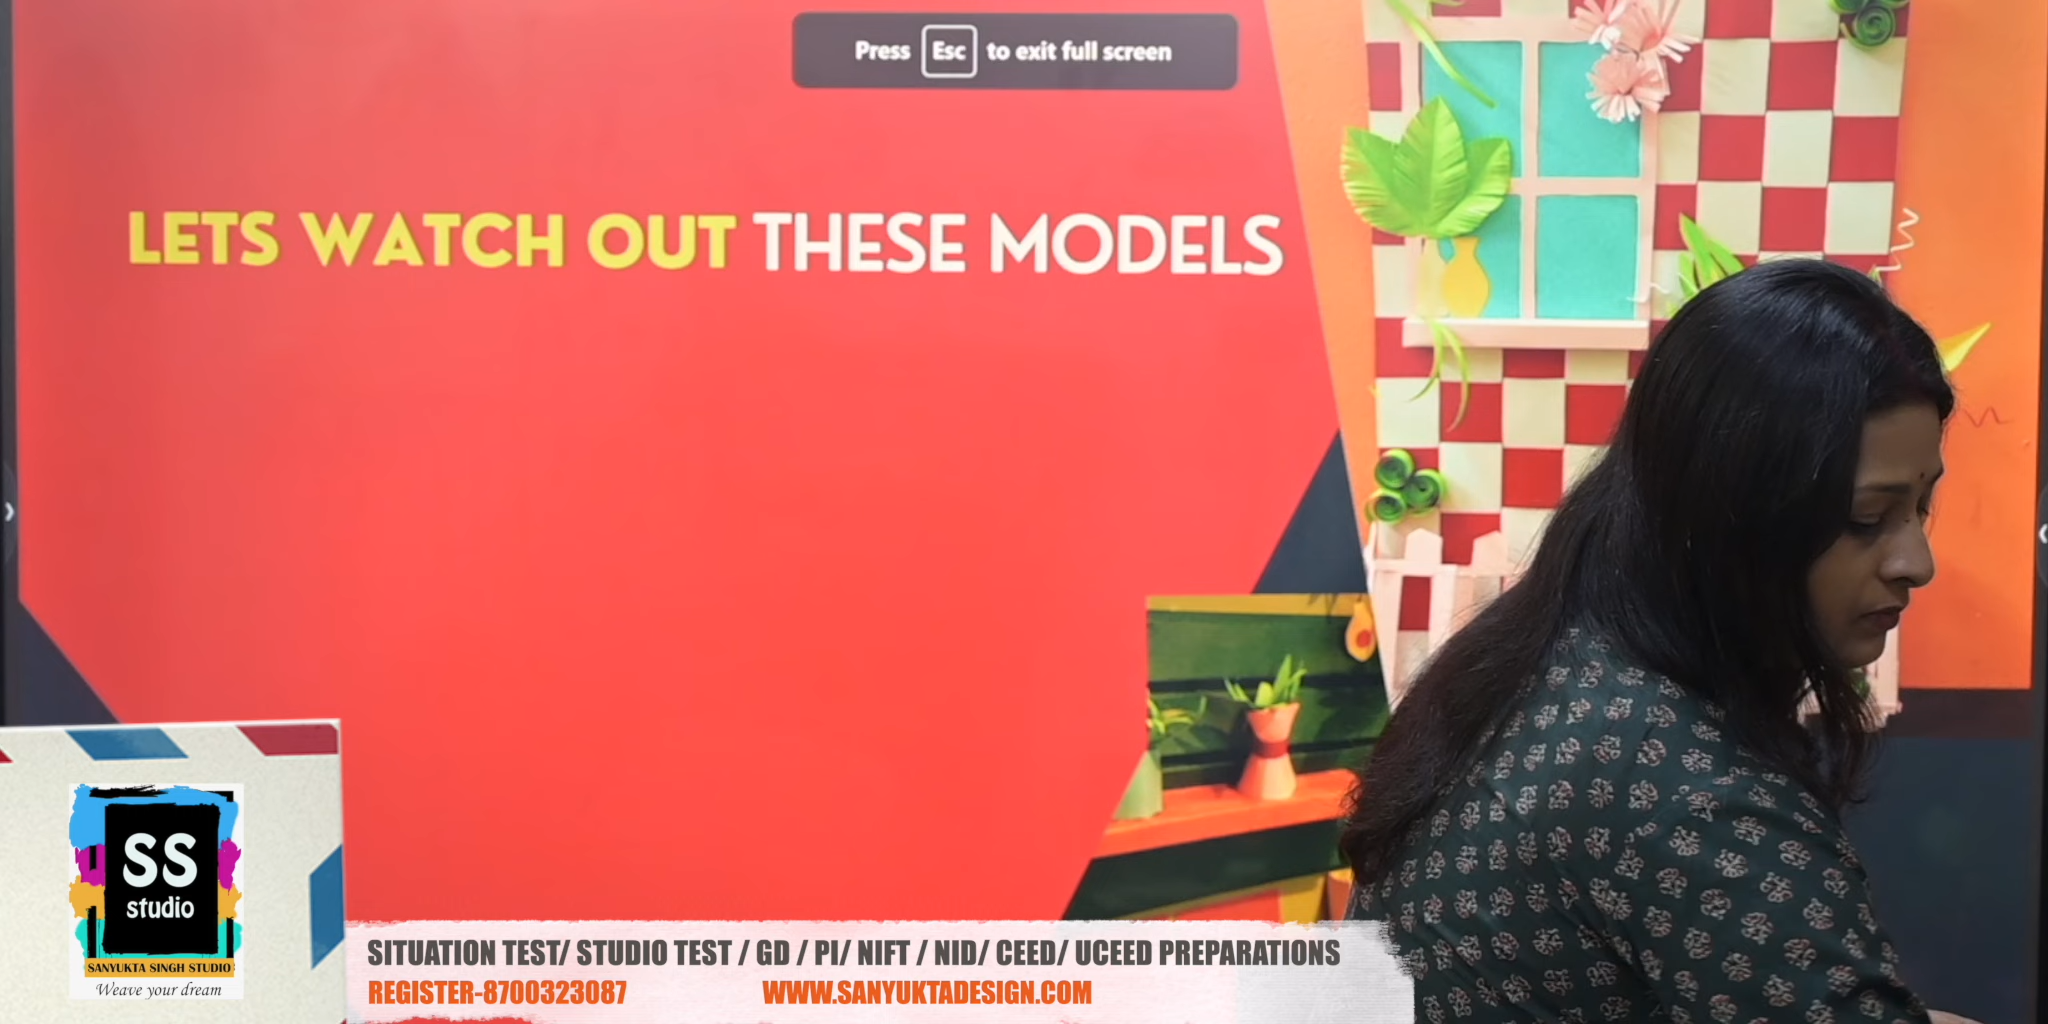 Press Esc to exit full screen
LETS WATCH OUT THESE MODELS
SS
studio
SANYUKTA SINGH STUDIO
Weave your dream
SITUATION TEST/ STUDIO TEST / GD / PI/ NIFT / NID/ CEED/ UCEED PREPARATIONS
REGISTER-8700323087 WWW.SANYUKTADESIGN.COM